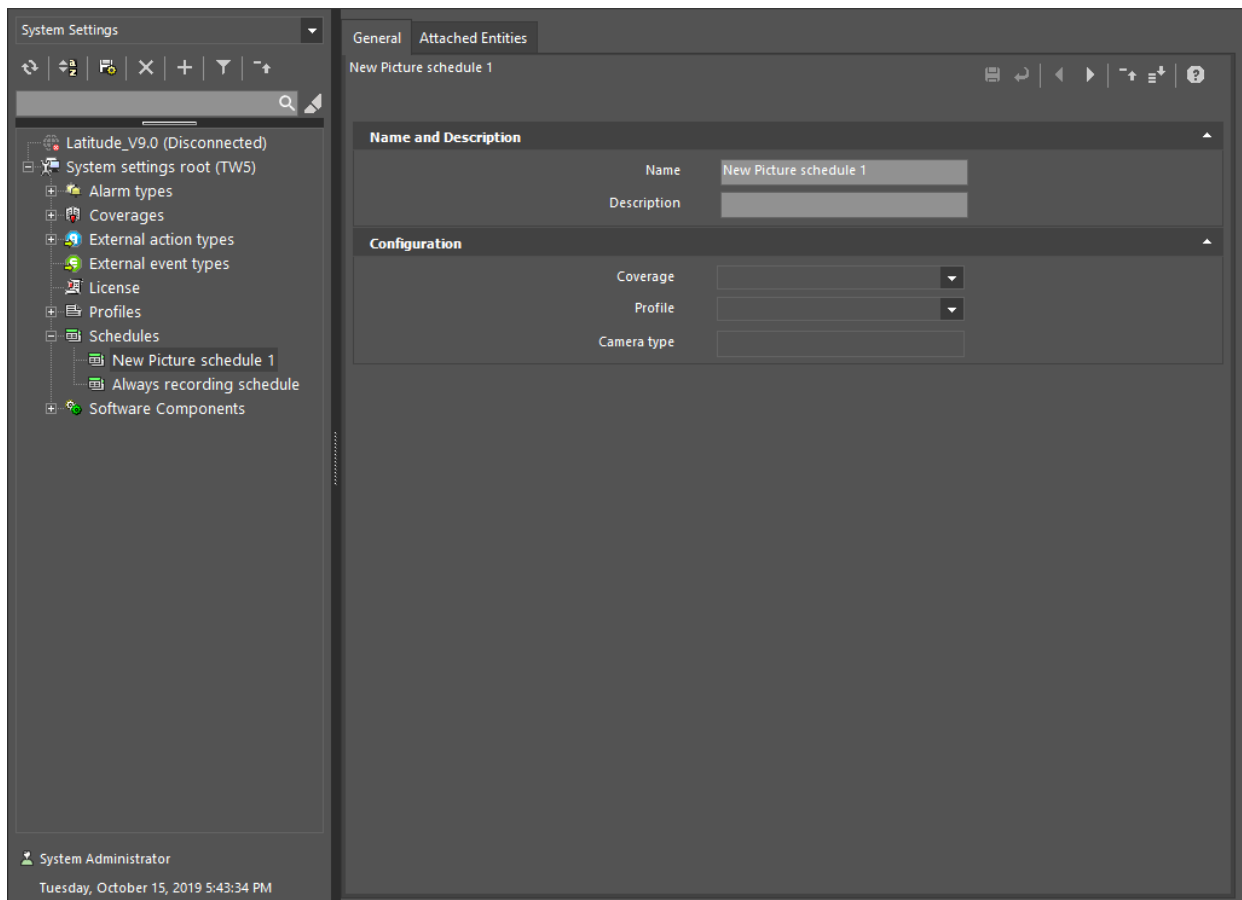 System Settings
Latitude_V9.0 (Disconnected)
System settings root (TW5)
Alarm types
Coverages
External action types
External event types
License
Profiles
Schedules
New Picture schedule 1
Always recording schedule
Software Components
System Administrator
Tuesday, October 15, 2019 5:43:34 PM
General Attached Entities
New Picture schedule 1
Name and Description
Name New Picture schedule 1
Description
Configuration
Coverage
Profile
Camera type